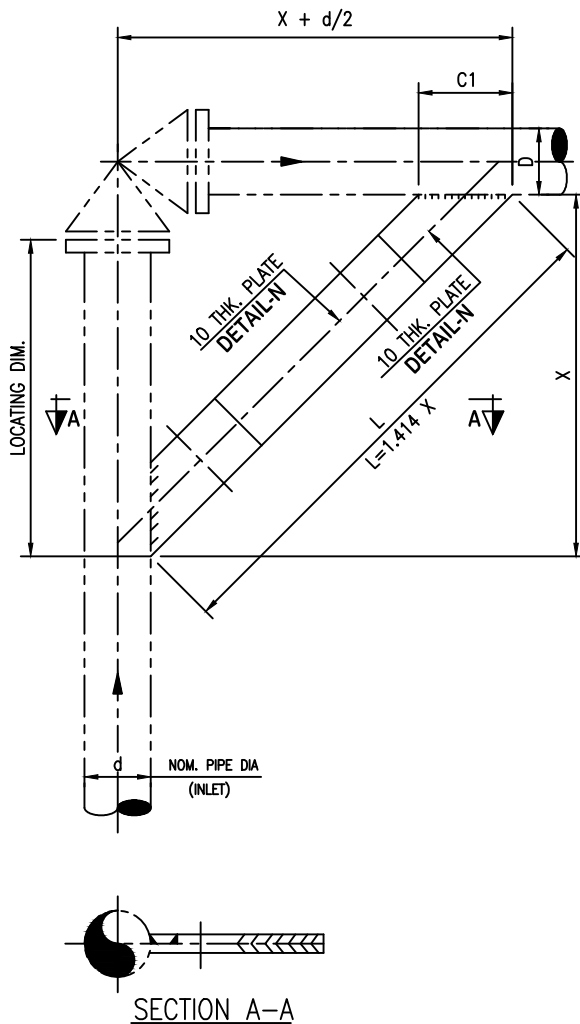 X + d/2
C1
D
10 THK. PLATE
DETAIL-N
10 THK. PLATE
DETAIL-N
LOCATING DIM.
X
A
A
L
L=1.414 X
d
NOM. PIPE DIA
(INLET)
SECTION A-A